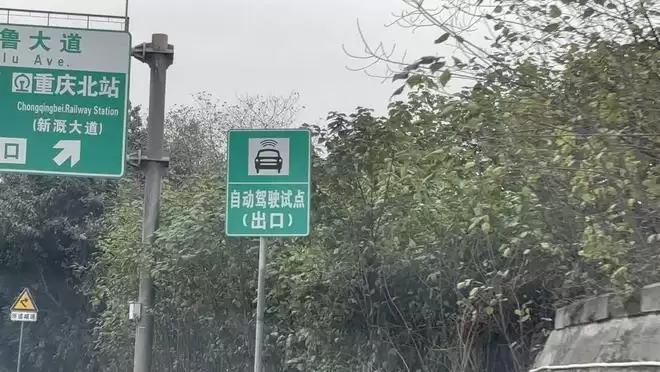 鲁大道
lu Ave.
重庆北站
Chongqingbei.Railway Station
(新溉大道)
口
自动驾驶试点
(出口)